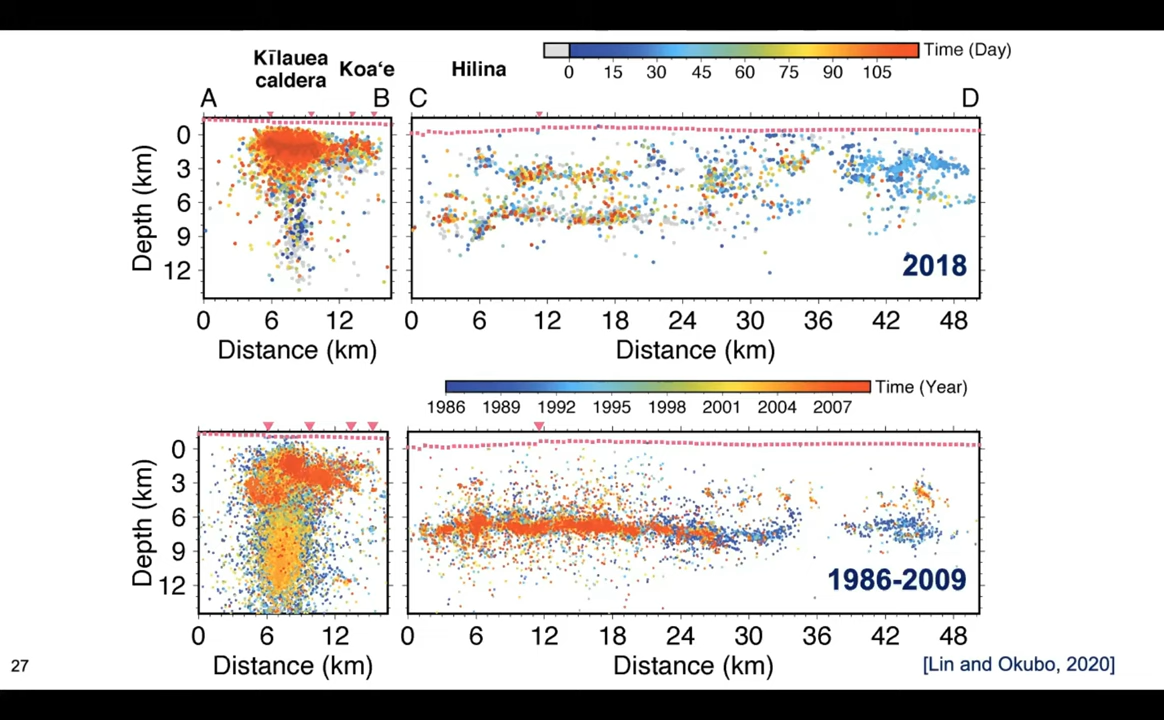 Kīlauea
caldera
Koaʻe
Hilina
Time (Day)
0 15 30 45 60 75 90 105
A B C D
0
3
6
9
12
Depth (km)
2018
0 6 12
0 6 12 18 24 30 36 42 48
Distance (km)
Distance (km)
Time (Year)
1986 1989 1992 1995 1998 2001 2004 2007
0
3
6
9
12
Depth (km)
1986-2009
0 6 12
0 6 12 18 24 30 36 42 48
Distance (km)
Distance (km)
27
[Lin and Okubo, 2020]